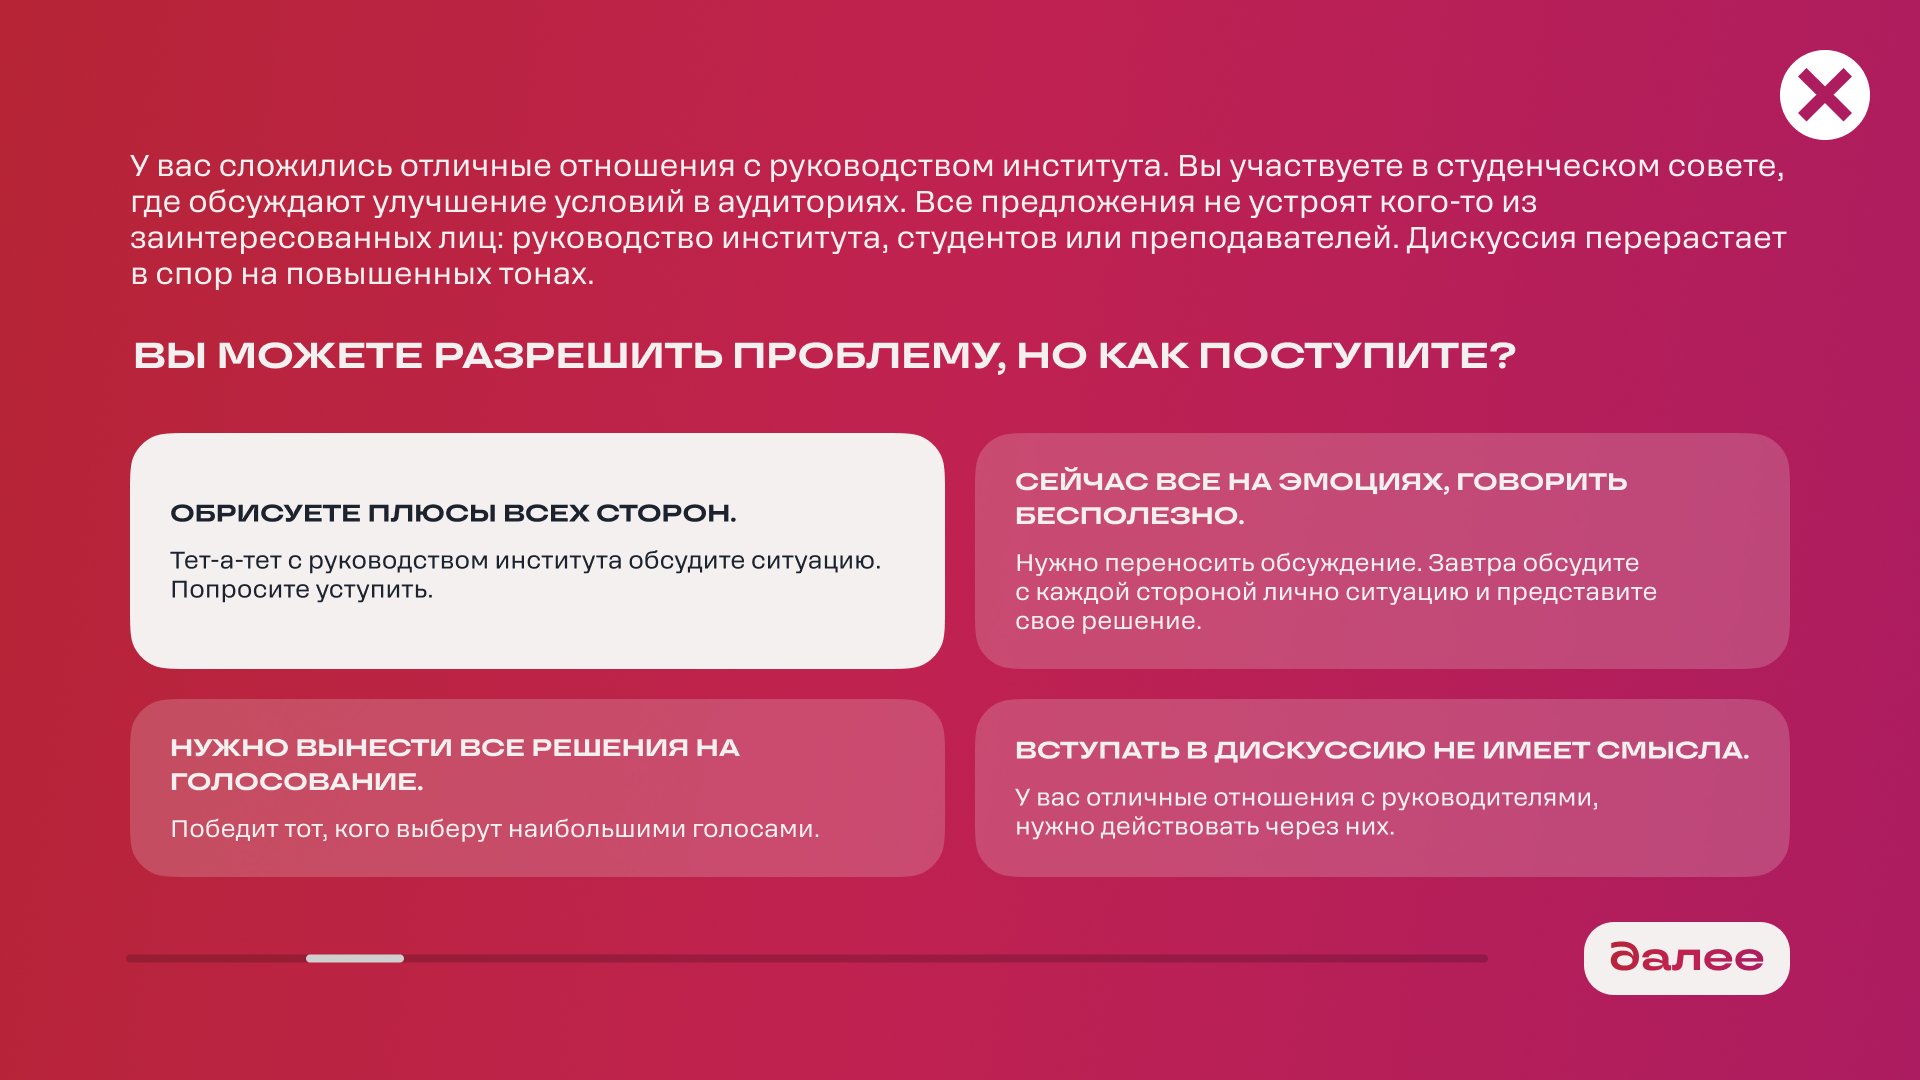 У вас сложились отличные отношения с руководством института. Вы участвуете в студенческом совете,
где обсуждают улучшение условий в аудиториях. Все предложения не устроят кого-то из
заинтересованных лиц: руководство института, студентов или преподавателей. Дискуссия перерастает
в спор на повышенных тонах.
ВЫ МОЖЕТЕ РАЗРЕШИТЬ ПРОБЛЕМУ, НО КАК ПОСТУПИТЕ?
ОБРИСУЕТЕ ПЛЮСЫ ВСЕХ СТОРОН.
Тет-а-тет с руководством института обсудите ситуацию.
Попросите уступить.
СЕЙЧАС ВСЕ НА ЭМОЦИЯХ, ГОВОРИТЬ
БЕСПОЛЕЗНО.
Нужно переносить обсуждение. Завтра обсудите
с каждой стороной лично ситуацию и представите
свое решение.
НУЖНО ВЫНЕСТИ ВСЕ РЕШЕНИЯ НА
ГОЛОСОВАНИЕ.
Победит тот, кого выберут наибольшими голосами.
ВСТУПАТЬ В ДИСКУССИЮ НЕ ИМЕЕТ СМЫСЛА.
У вас отличные отношения с руководителями,
нужно действовать через них.
далее